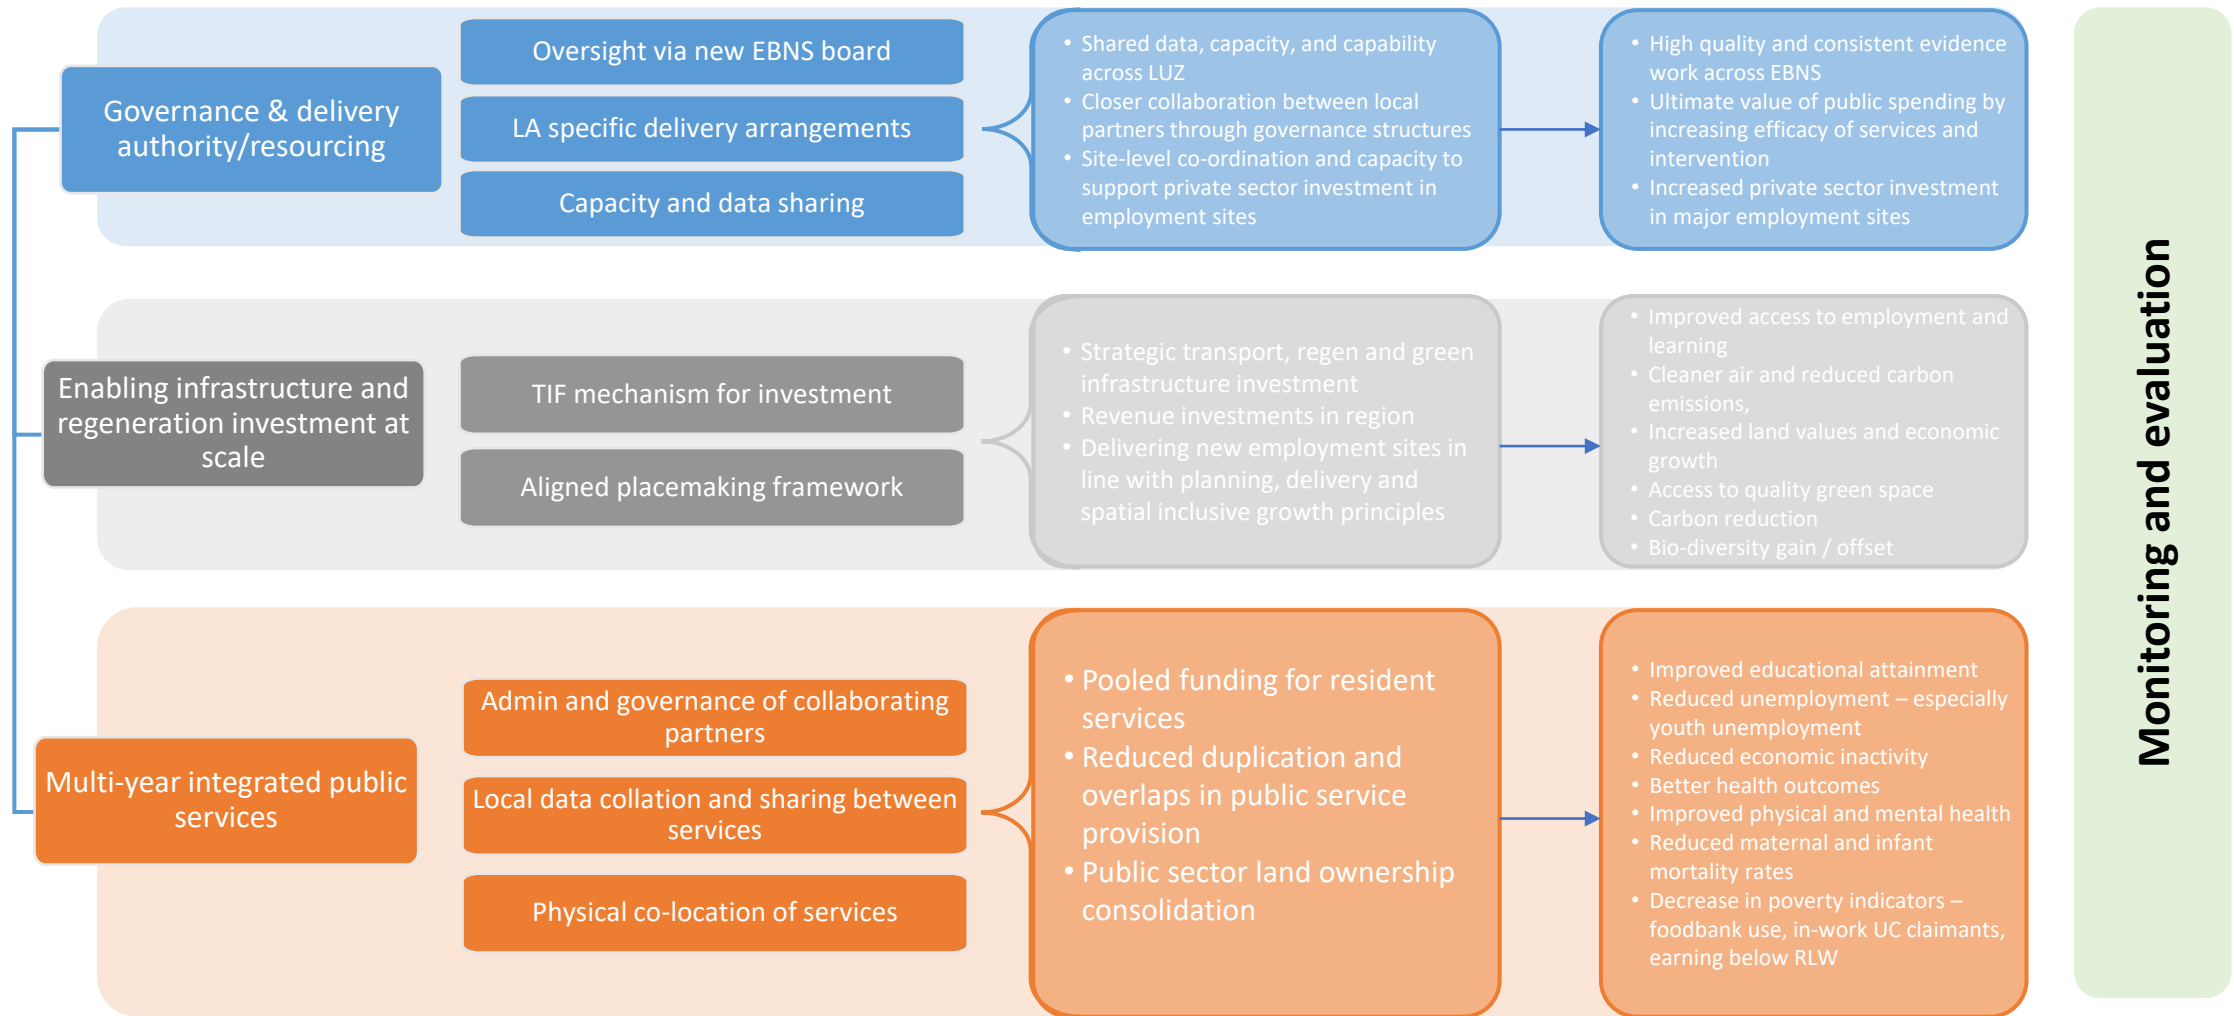 Governance & delivery
authority/resourcing
Oversight via new EBNS board
LA specific delivery arrangements
Capacity and data sharing
• Shared data, capacity, and capability
across LUZ
• Closer collaboration between local
partners through governance structures
• Site-level co-ordination and capacity to
support private sector investment in
employment sites
• High quality and consistent evidence
work across EBNS
• Ultimate value of public spending by
increasing efficacy of services and
intervention
• Increased private sector investment
in major employment sites
Enabling infrastructure and
regeneration investment at
scale
TIF mechanism for investment
Aligned placemaking framework
• Strategic transport, regen and green
infrastructure investment
• Revenue investments in region
• Delivering new employment sites in
line with planning, delivery and
spatial inclusive growth principles
• Improved access to employment and
learning
• Cleaner air and reduced carbon
emissions,
• Increased land values and economic
growth
• Access to quality green space
• Carbon reduction
• Bio-diversity gain / offset
Multi-year integrated public
services
Admin and governance of collaborating
partners
Local data collation and sharing between
services
Physical co-location of services
• Pooled funding for resident
services
• Reduced duplication and
overlaps in public service
provision
• Public sector land ownership
consolidation
• Improved educational attainment
• Reduced unemployment – especially
youth unemployment
• Reduced economic inactivity
• Better health outcomes
• Improved physical and mental health
• Reduced maternal and infant
mortality rates
• Decrease in poverty indicators –
foodbank use, in-work UC claimants,
earning below RLW
Monitoring and evaluation